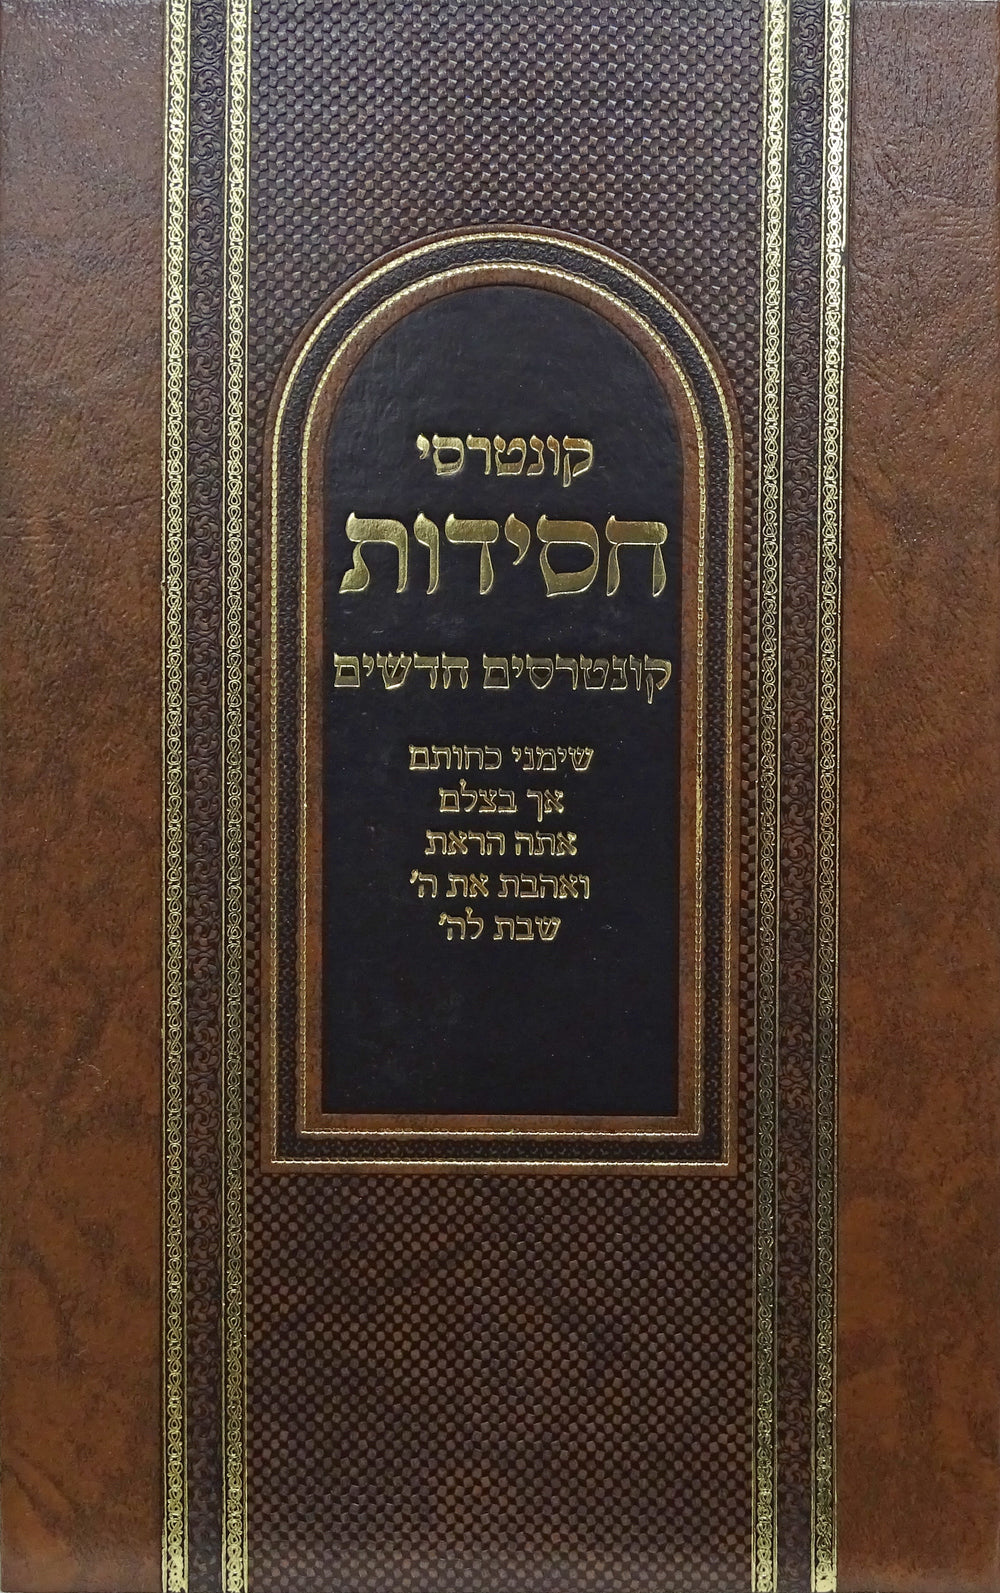 קונטרסי
חסידות
קונטרסים חדשים
שימני כחותם
אך בצלם
אתה הראת
ואהבת את ה'
שבת לה'